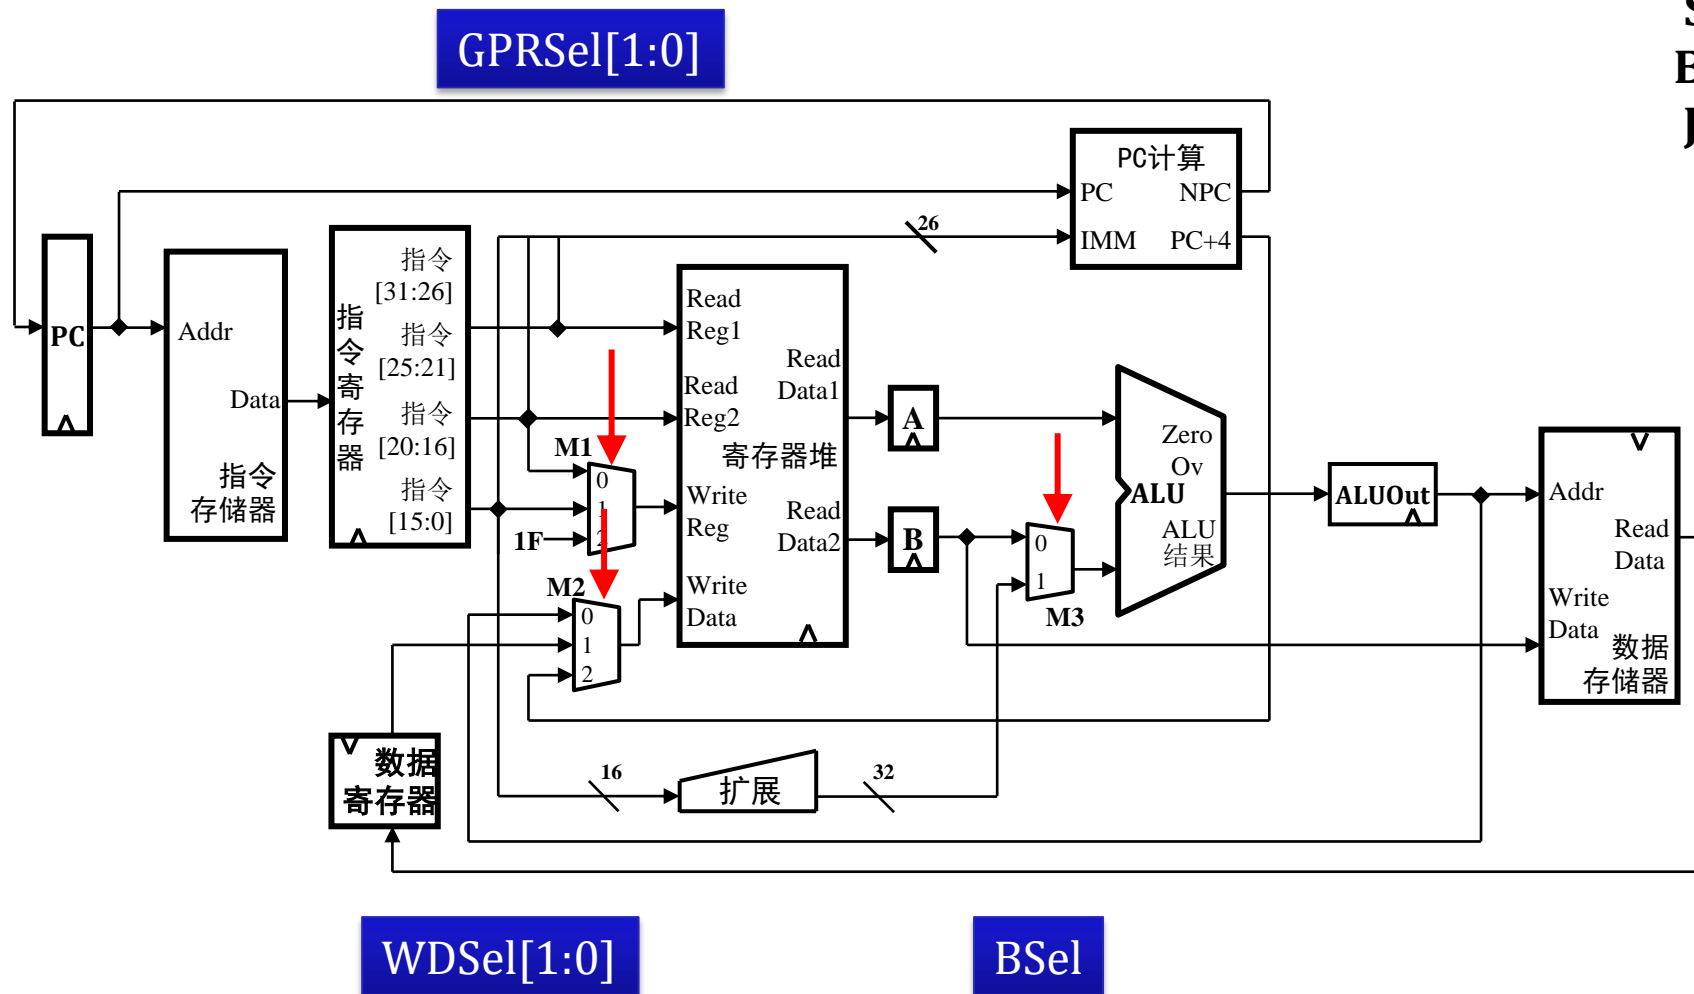 GPRSel[1:0]
S
B
J
PC计算
PC
NPC
IMM
PC+4
26
PC
Addr
Data
指令
存储器
指令寄存器
指令
[31:26]
指令
[25:21]
指令
[20:16]
指令
[15:0]
M1
0
1
2
1F
M2
0
1
2
Read
Reg1
Read
Reg2
Write
Reg
Write
Data
Read
Data1
寄存器堆
Read
Data2
A
B
0
1
M3
Zero
Ov
ALU
ALU
结果
ALUOut
Addr
Read
Data
Write
Data
数据
存储器
数据
寄存器
16
扩展
32
WDSel[1:0]
BSel